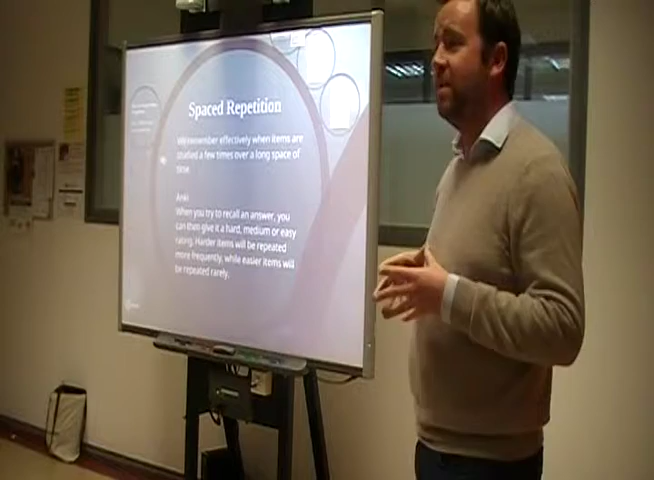 Spaced Repetition
We remember effectively when items are
studied a few times over a long space of
time
Anki
When you try to recall an answer, you
can then give it a hard, medium or easy
rating. Harder items will be repeated
more frequently, while easier items will
be repeated rarely.